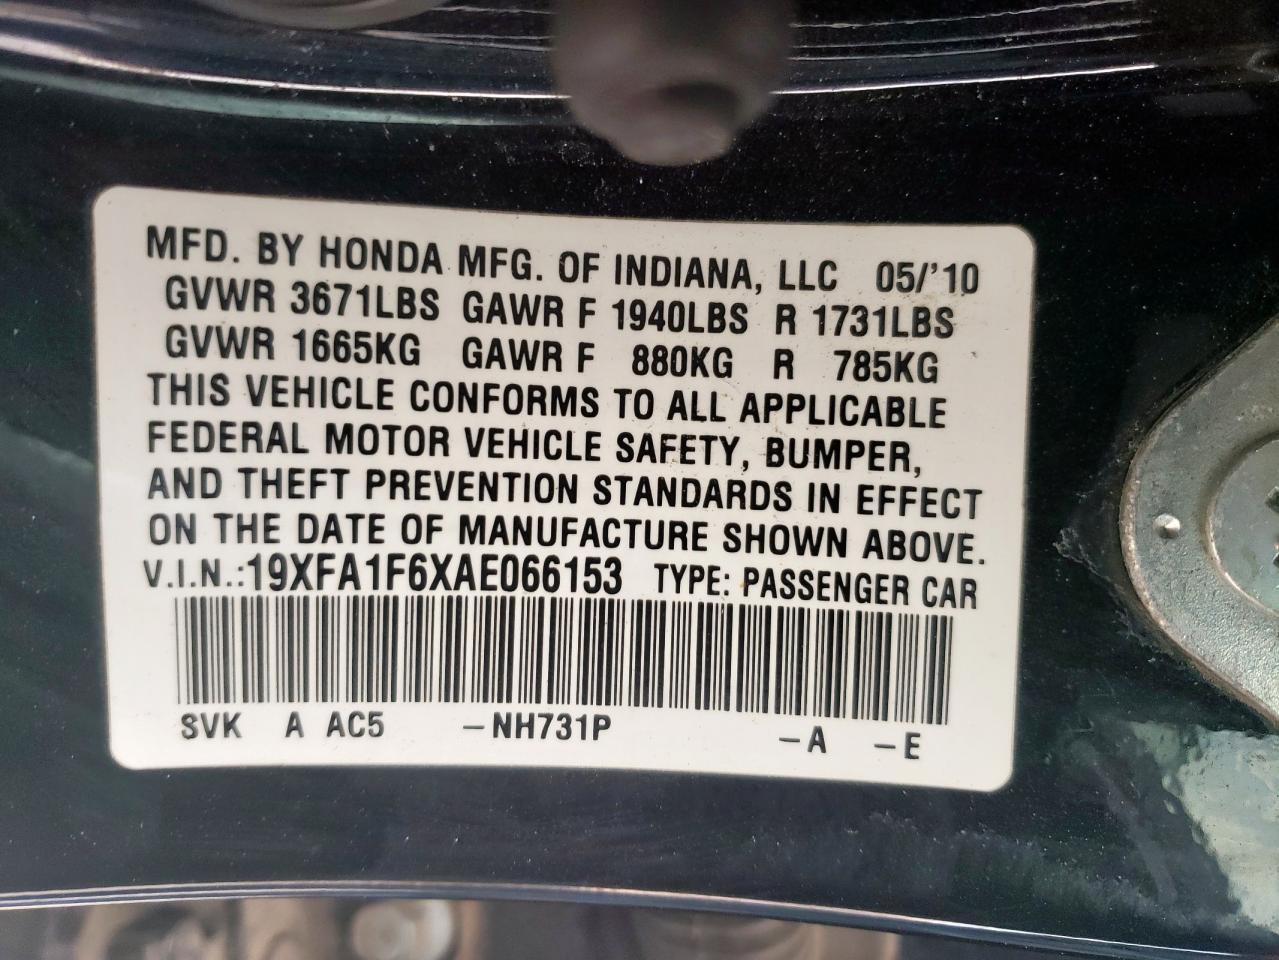 MFD. BY HONDA MFG. OF INDIANA, LLC 05/'10
GVWR 3671LBS GAWR F 1940LBS R 1731LBS
GVWR 1665KG GAWR F 880KG R 785KG
THIS VEHICLE CONFORMS TO ALL APPLICABLE
FEDERAL MOTOR VEHICLE SAFETY, BUMPER,
AND THEFT PREVENTION STANDARDS IN EFFECT
ON THE DATE OF MANUFACTURE SHOWN ABOVE.
V.I.N.:19XFA1F6XAE066153 TYPE: PASSENGER CAR
SVK A AC5 -NH731P -A -E